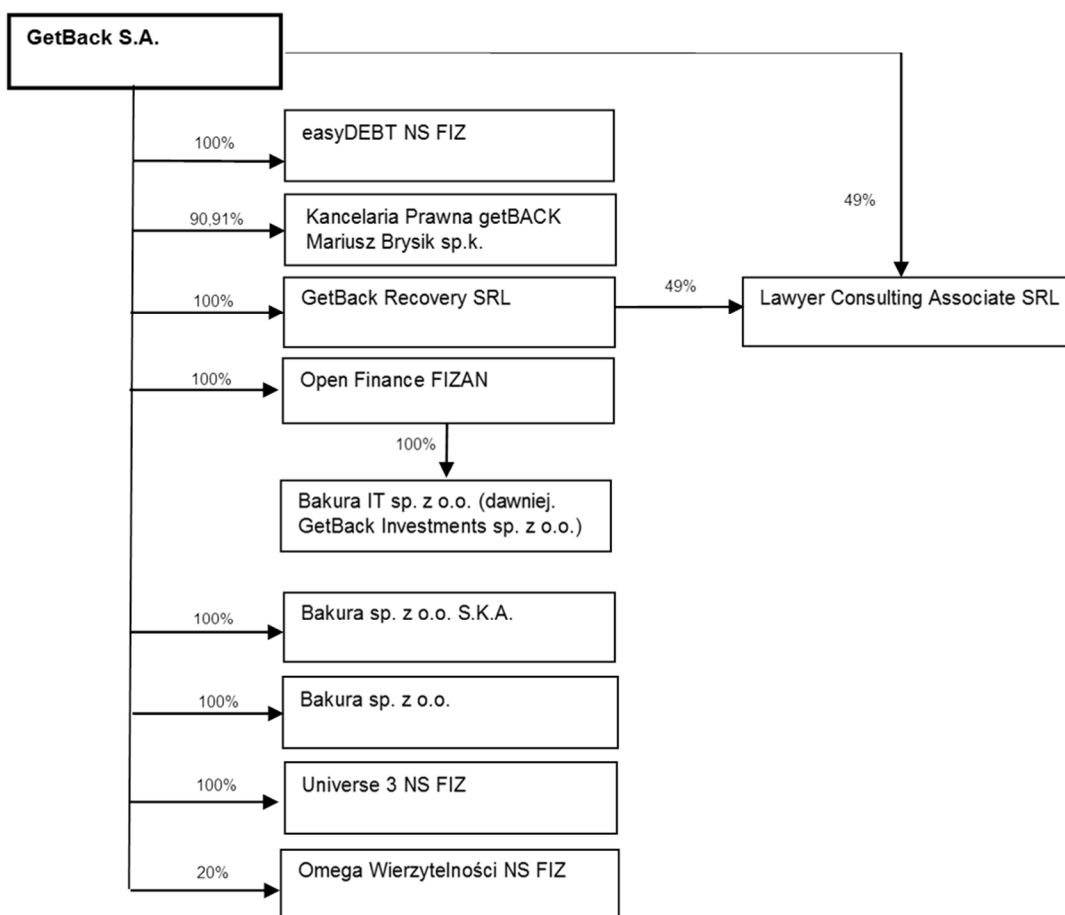 GetBack S.A.
100%
easyDEBT NS FIZ
90,91%
Kancelaria Prawna getBACK
Mariusz Brysik sp.k.
49%
100%
GetBack Recovery SRL
49%
Lawyer Consulting Associate SRL
100%
Open Finance FIZAN
100%
Bakura IT sp. z o.o. (dawniej.
GetBack Investments sp. z o.o.)
100%
Bakura sp. z o.o. S.K.A.
100%
Bakura sp. z o.o.
100%
Universe 3 NS FIZ
20%
Omega Wierzytelności NS FIZ